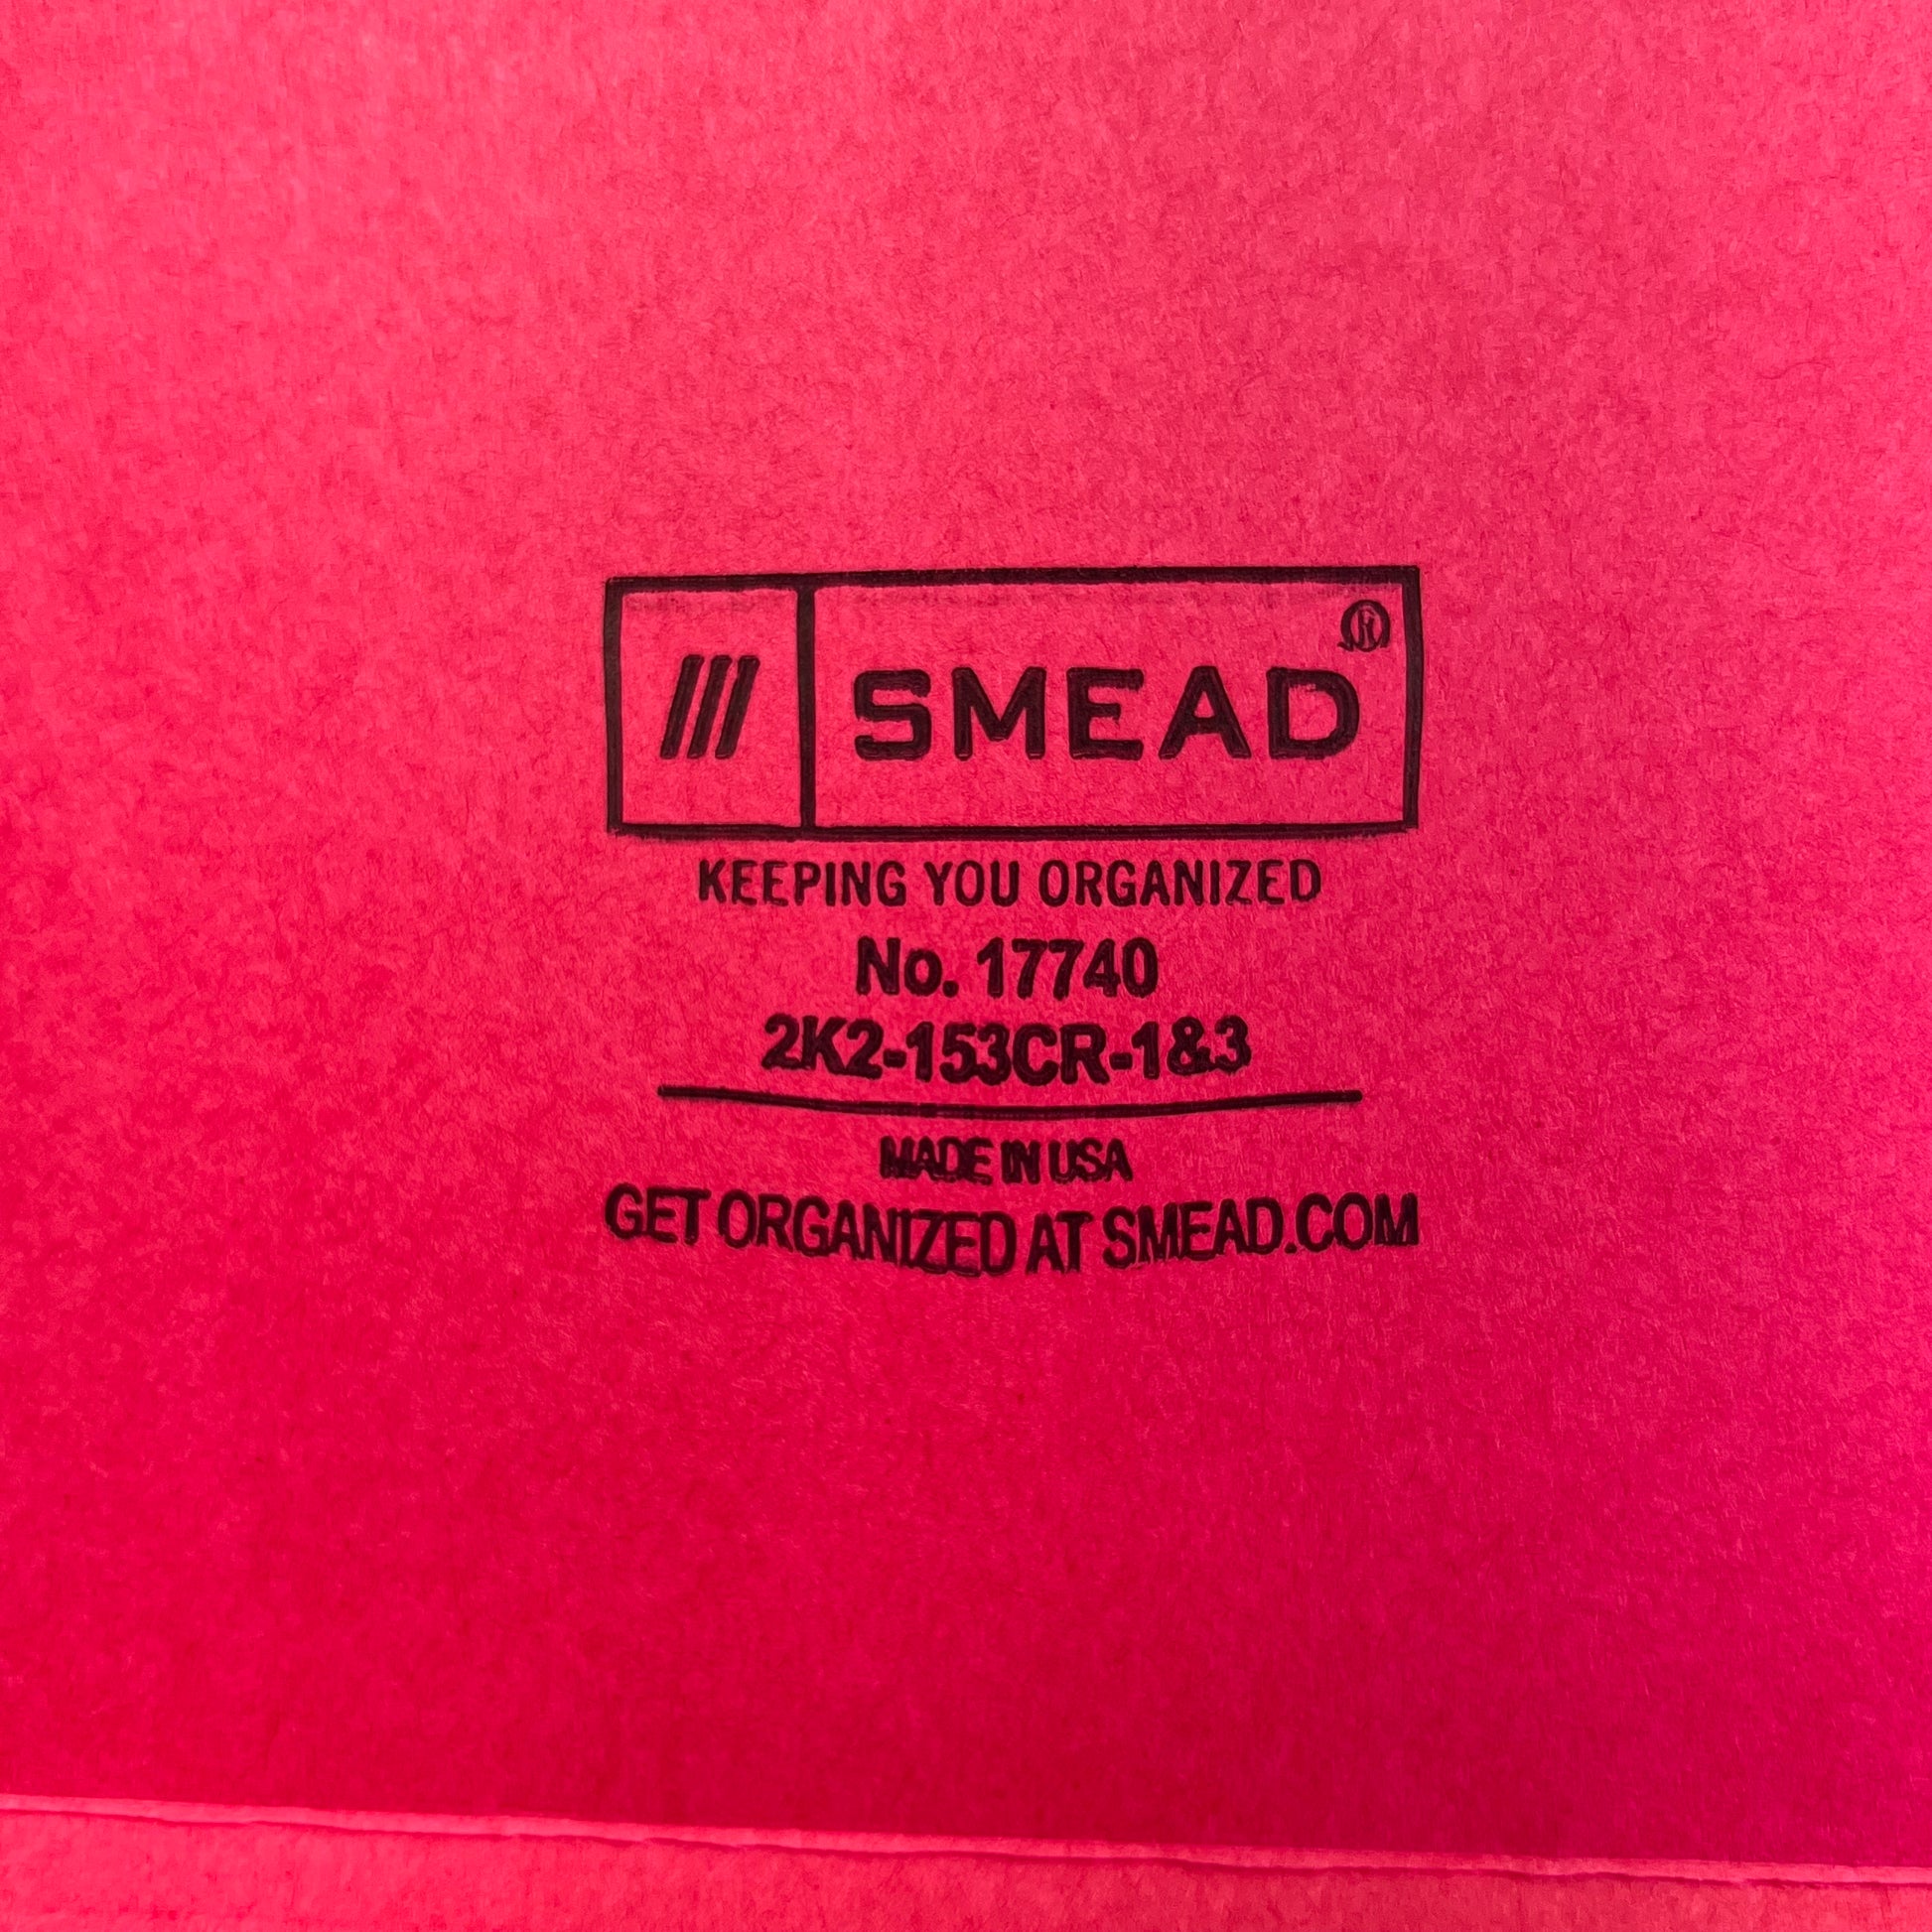 SMEAD®
KEEPING YOU ORGANIZED
No. 17740
2K2-153CR-1&3
MADE IN USA
GET ORGANIZED AT SMEAD.COM